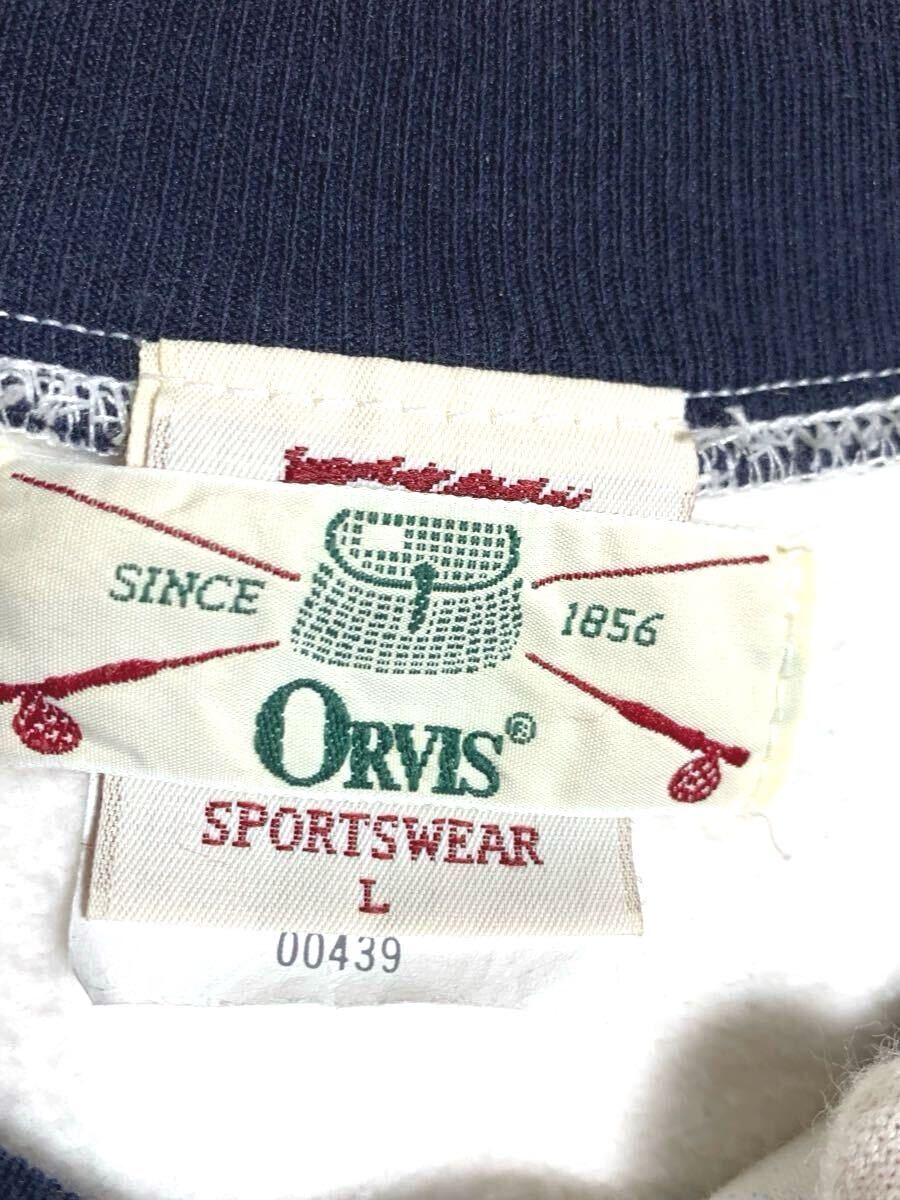 SINCE 1856
ORVIS®
SPORTSWEAR
L
00439